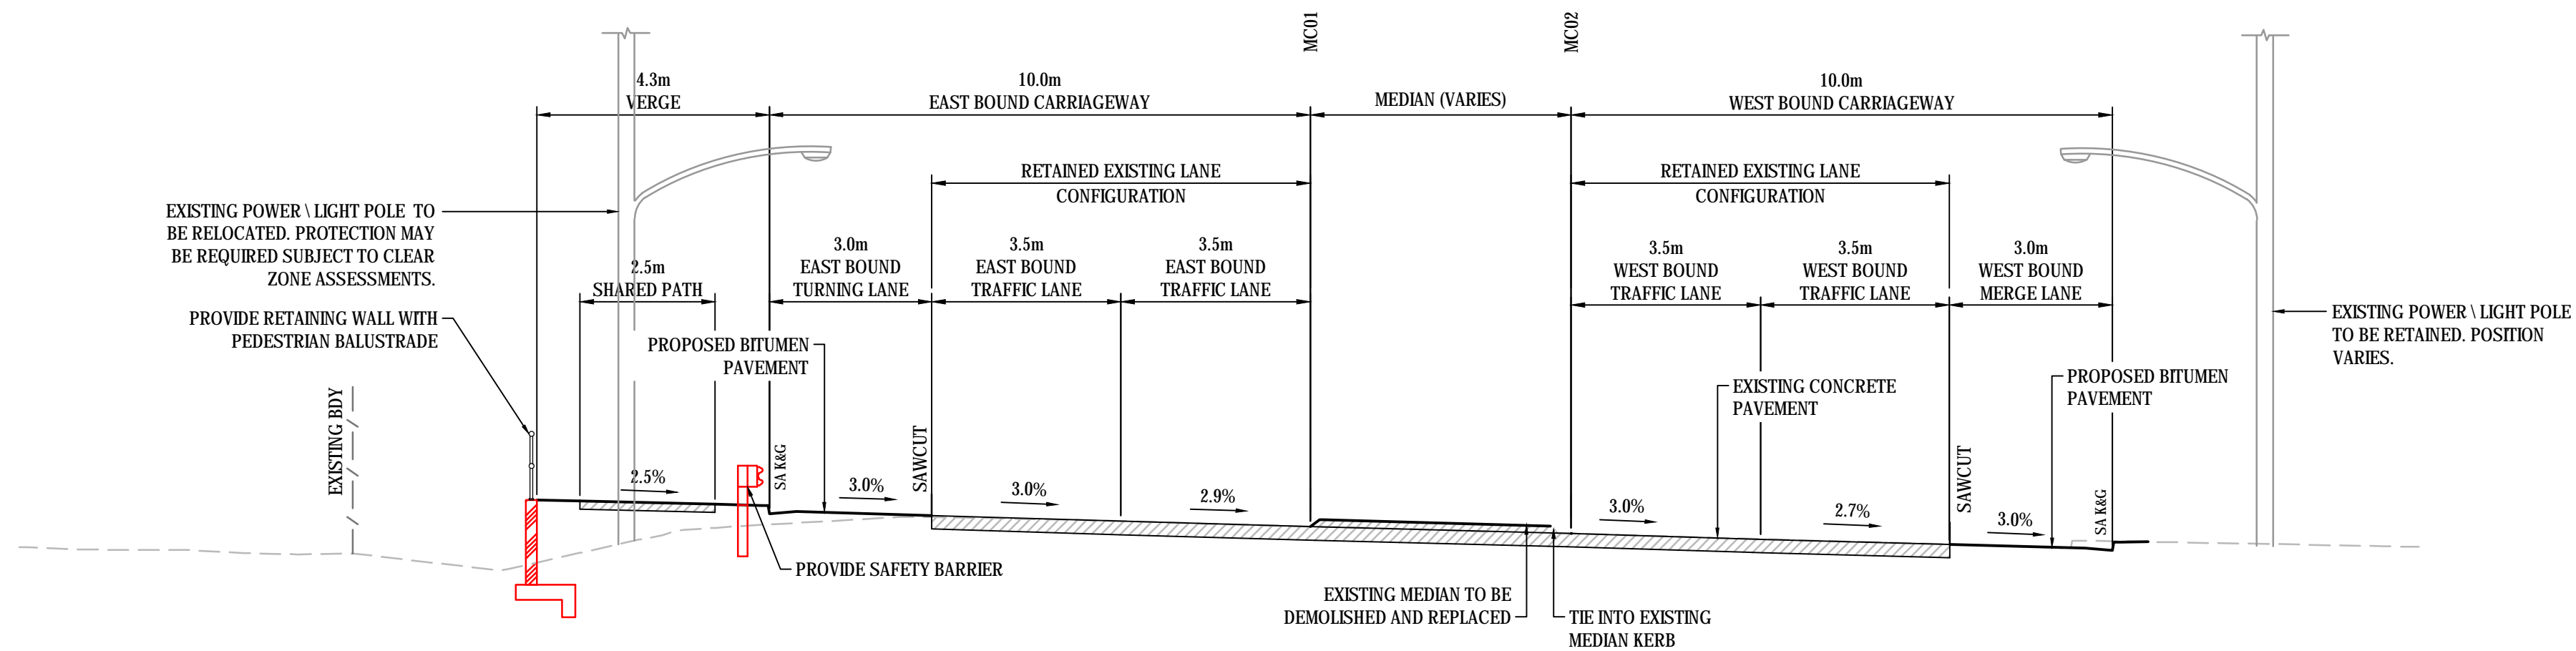 MC01
MC02
4.3m
VERGE
10.0m
EAST BOUND CARRIAGEWAY
MEDIAN (VARIES)
10.0m
WEST BOUND CARRIAGEWAY
RETAINED EXISTING LANE
CONFIGURATION
RETAINED EXISTING LANE
CONFIGURATION
EXISTING POWER \ LIGHT POLE TO
BE RELOCATED. PROTECTION MAY
BE REQUIRED SUBJECT TO CLEAR
ZONE ASSESSMENTS.
2.5m
SHARED PATH
3.0m
EAST BOUND
TURNING LANE
3.5m
EAST BOUND
TRAFFIC LANE
3.5m
EAST BOUND
TRAFFIC LANE
3.5m
WEST BOUND
TRAFFIC LANE
3.5m
WEST BOUND
TRAFFIC LANE
3.0m
WEST BOUND
MERGE LANE
PROVIDE RETAINING WALL WITH
PEDESTRIAN BALUSTRADE
EXISTING POWER \ LIGHT POLE
TO BE RETAINED. POSITION
VARIES.
PROPOSED BITUMEN
PAVEMENT
EXISTING CONCRETE
PAVEMENT
PROPOSED BITUMEN
PAVEMENT
EXISTING BDY
2.5%
SA K&G
3.0%
SAWCUT
3.0%
2.9%
3.0%
2.7%
SAWCUT
3.0%
SA K&G
PROVIDE SAFETY BARRIER
EXISTING MEDIAN TO BE
DEMOLISHED AND REPLACED
TIE INTO EXISTING
MEDIAN KERB